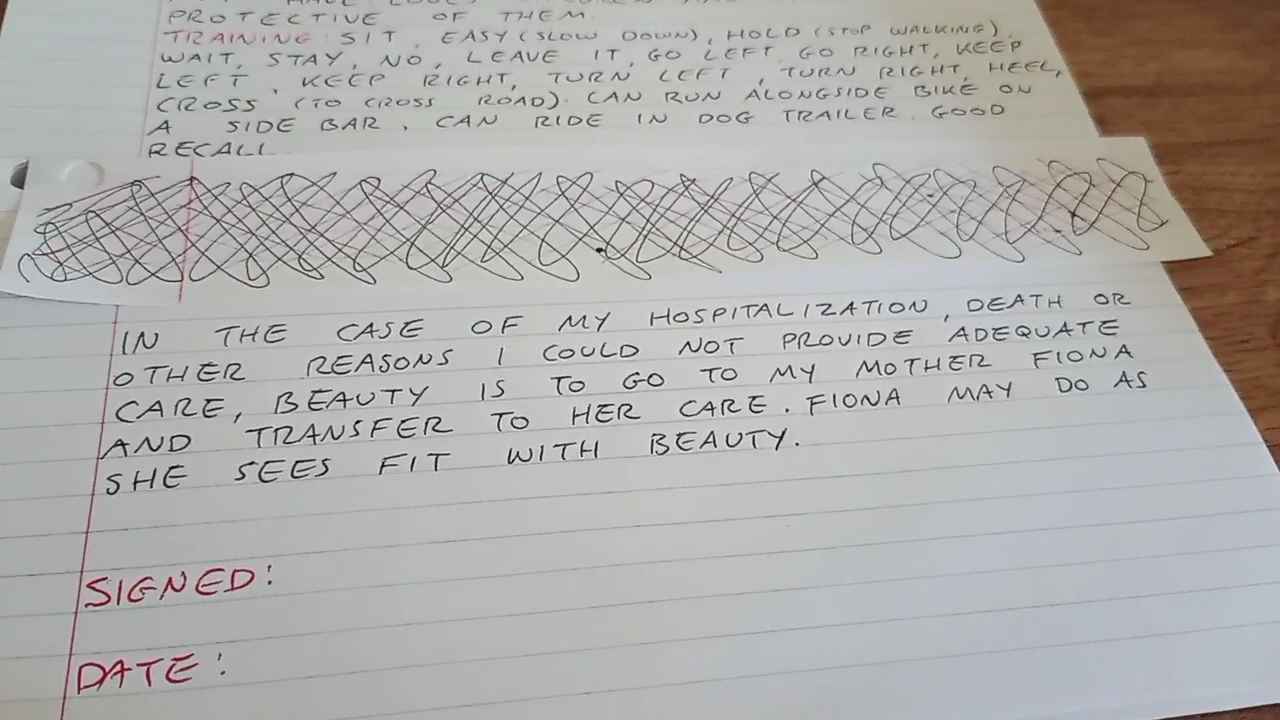 PROTECTIVE OF THEM.
TRAINING: SIT, EASY (SLOW DOWN), HOLD (STOP WALKING),
WAIT, STAY, NO, LEAVE IT, GO LEFT, GO RIGHT, KEEP
LEFT, KEEP RIGHT, TURN LEFT, TURN RIGHT, HEEL,
CROSS (TO CROSS ROAD). CAN RUN ALONGSIDE BIKE ON
A SIDE BAR. CAN RIDE IN DOG TRAILER. GOOD
RECALL
IN THE CASE OF MY HOSPITALIZATION, DEATH OR
OTHER REASONS I COULD NOT PROVIDE ADEQUATE
CARE, BEAUTY IS TO GO TO MY MOTHER FIONA
AND TRANSFER TO HER CARE. FIONA MAY DO AS
SHE SEES FIT WITH BEAUTY.
SIGNED:
DATE: